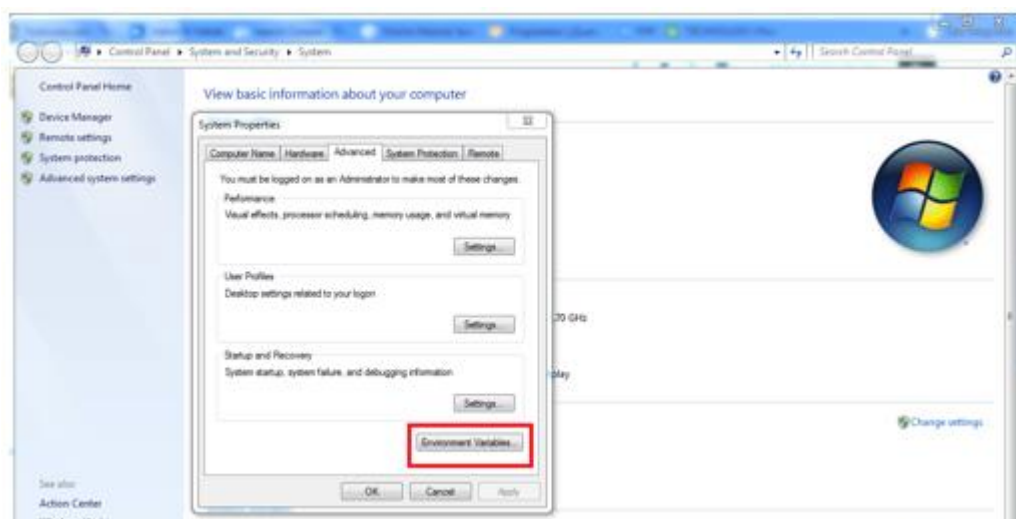 Control Panel ▸ System and Security ▸ System
Search Control Panel
Control Panel Home
Device Manager
Remote settings
System protection
Advanced system settings
See also
Action Center
View basic information about your computer
System Properties
Computer Name Hardware Advanced System Protection Remote
You must be logged on as an Administrator to make most of these changes.
Performance
Visual effects, processor scheduling, memory usage, and virtual memory
Settings...
User Profiles
Desktop settings related to your logon
Settings...
Startup and Recovery
System startup, system failure, and debugging information
Settings...
Environment Variables...
OK Cancel Apply
.70 GHz
play
Change settings